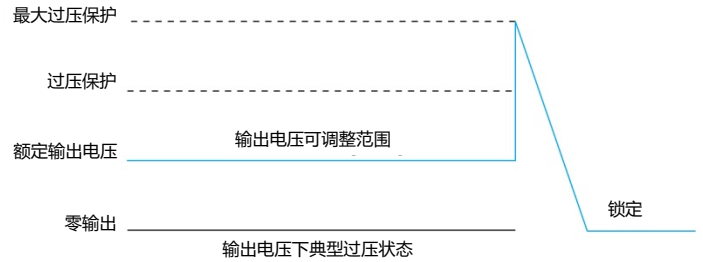 最大过压保护
过压保护
输出电压可调整范围
额定输出电压
锁定
零输出
输出电压下典型过压状态